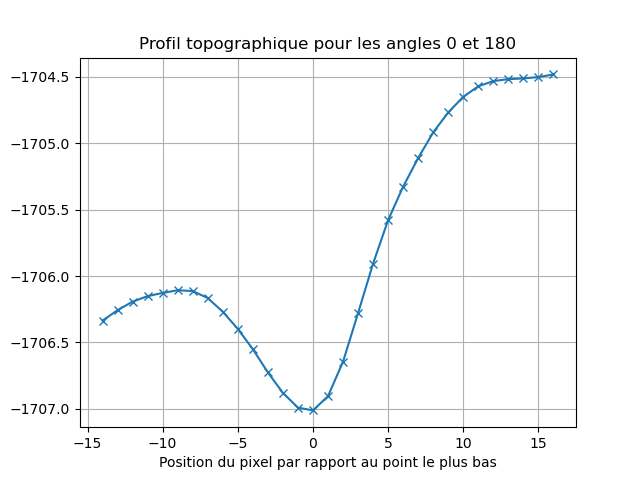 Profil topographique pour les angles 0 et 180
−1704.5
−1705.0
−1705.5
−1706.0
−1706.5
−1707.0
−15 −10 −5 0 5 10 15
Position du pixel par rapport au point le plus bas